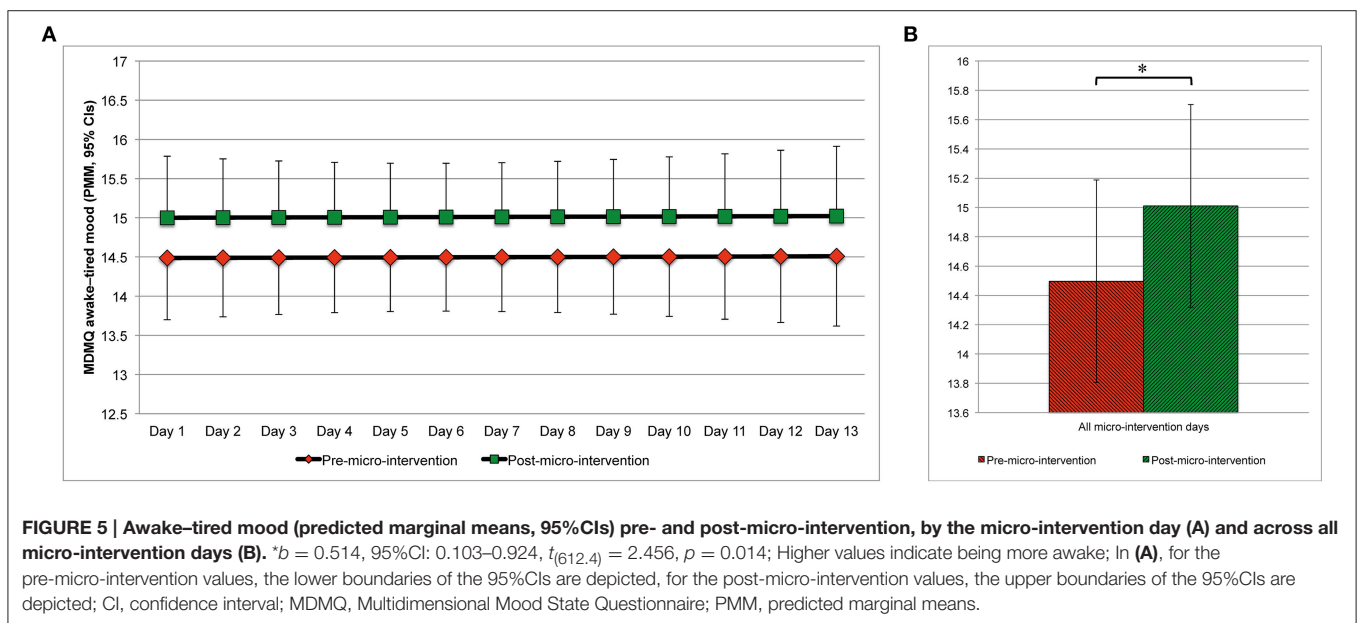 A
MDMQ awake–tired mood (PMM, 95% CIs)
17
16.5
16
15.5
15
14.5
14
13.5
13
12.5
Day 1 Day 2 Day 3 Day 4 Day 5 Day 6 Day 7 Day 8 Day 9 Day 10 Day 11 Day 12 Day 13
Pre-micro-intervention Post-micro-intervention
B
16
15.8
15.6
15.4
15.2
15
14.8
14.6
14.4
14.2
14
13.8
13.6
*
All micro-intervention days
Pre-micro-intervention Post-micro-intervention
FIGURE 5 | Awake–tired mood (predicted marginal means, 95%CIs) pre- and post-micro-intervention, by the micro-intervention day (A) and across all
micro-intervention days (B). *b = 0.514, 95%CI: 0.103–0.924, t(612.4) = 2.456, p = 0.014; Higher values indicate being more awake; In (A), for the
pre-micro-intervention values, the lower boundaries of the 95%CIs are depicted, for the post-micro-intervention values, the upper boundaries of the 95%CIs are
depicted; CI, confidence interval; MDMQ, Multidimensional Mood State Questionnaire; PMM, predicted marginal means.